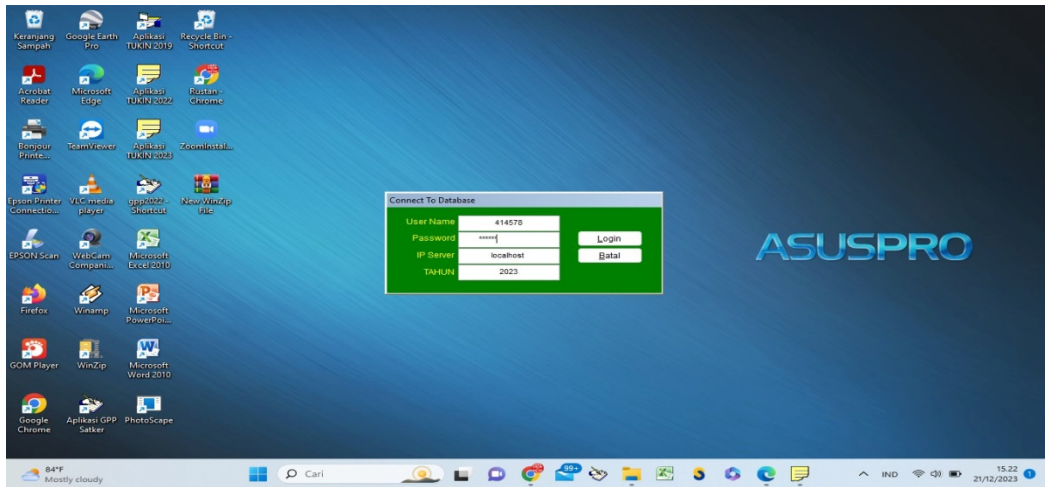 Keranjang
Sampah
Google Earth
Pro
Aplikasi
TUKIN 2019
Recycle Bin -
Shortcut
Acrobat
Reader
Microsoft
Edge
Aplikasi
TUKIN 2022
Rustan -
Chrome
Bonjour
Printe...
TeamViewer
Aplikasi
TUKIN 2023
ZoomInstal...
Epson Printer
Connectio...
VLC media
player
gpp2022 -
Shortcut
New WinZip
File
EPSON Scan
WebCam
Compani...
Microsoft
Excel 2010
Firefox
Winamp
Microsoft
PowerPoi...
GOM Player
WinZip
Microsoft
Word 2010
Google
Chrome
Aplikasi GPP
Satker
PhotoScape
Connect To Database
User Name 414578
Password ******
Login
IP Server localhost
Batal
TAHUN 2023
ASUSPRO
84°F
Mostly cloudy
Cari
99+
IND
15.22
21/12/2023
1